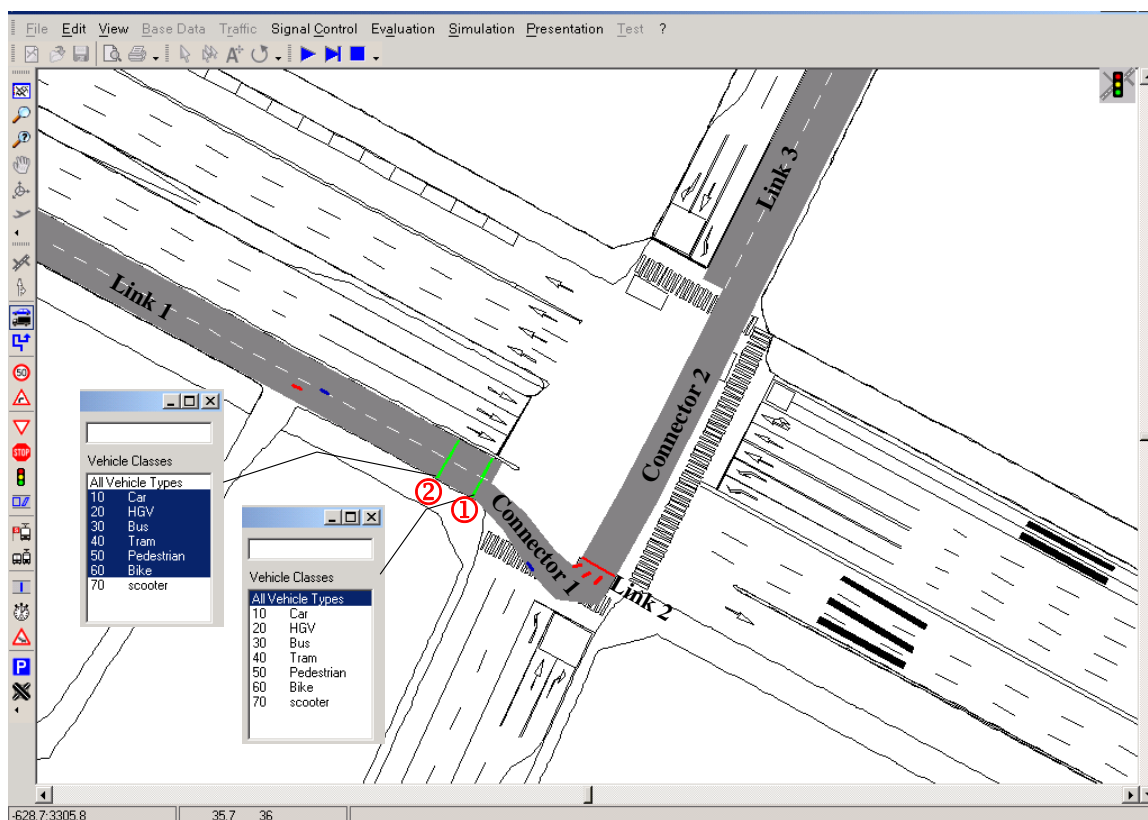 File Edit View Base Data Traffic Signal Control Evaluation Simulation Presentation Test ?
Link 3
Link 1
Connector 2
②
①
Connector 1
Link 2
Vehicle Classes
All Vehicle Types
10 Car
20 HGV
30 Bus
40 Tram
50 Pedestrian
60 Bike
70 scooter
Vehicle Classes
All Vehicle Types
10 Car
20 HGV
30 Bus
40 Tram
50 Pedestrian
60 Bike
70 scooter
50
STOP
P
-628.7:3305.8 35.7 36